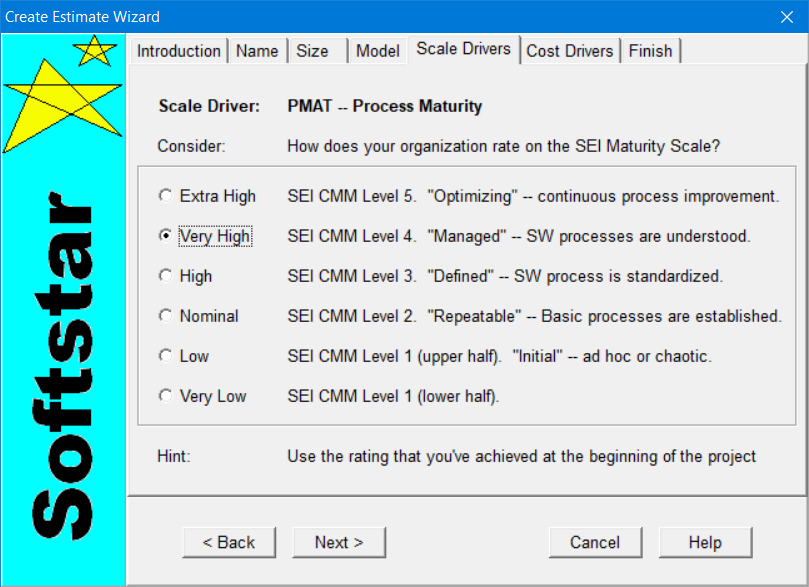 Create Estimate Wizard
Softstar
Introduction Name Size Model Scale Drivers Cost Drivers Finish
Scale Driver: PMAT -- Process Maturity
Consider: How does your organization rate on the SEI Maturity Scale?
Extra High SEI CMM Level 5. "Optimizing" -- continuous process improvement.
Very High SEI CMM Level 4. "Managed" -- SW processes are understood.
High SEI CMM Level 3. "Defined" -- SW process is standardized.
Nominal SEI CMM Level 2. "Repeatable" -- Basic processes are established.
Low SEI CMM Level 1 (upper half). "Initial" -- ad hoc or chaotic.
Very Low SEI CMM Level 1 (lower half).
Hint: Use the rating that you've achieved at the beginning of the project
< Back Next > Cancel Help